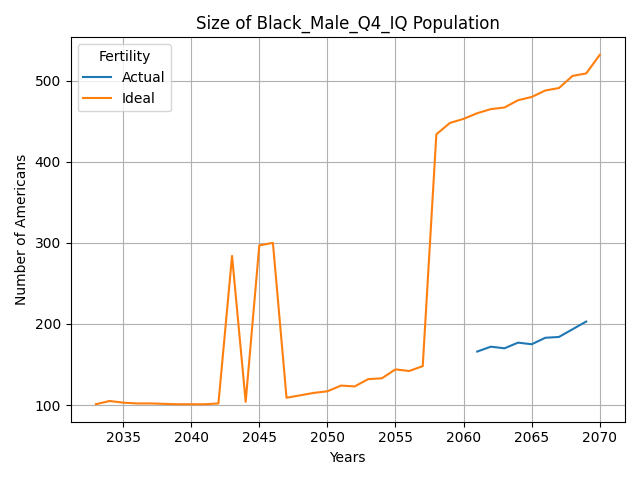 Size of Black_Male_Q4_IQ Population
Fertility
Actual
Ideal
Number of Americans
500
400
300
200
100
2035 2040 2045 2050 2055 2060 2065 2070
Years